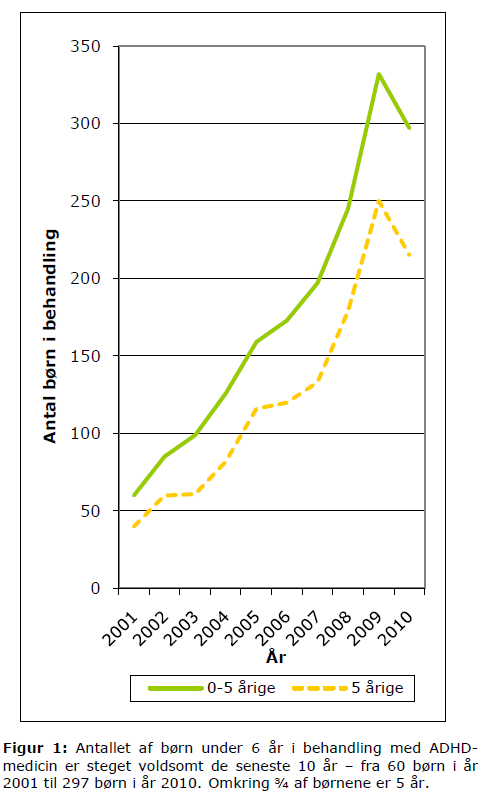 350
300
250
200
150
100
50
0
Antal børn i behandling
2001 2002 2003 2004 2005 2006 2007 2008 2009 2010
År
0-5 årige 5 årige
Figur 1: Antallet af børn under 6 år i behandling med ADHD-
medicin er steget voldsomt de seneste 10 år – fra 60 børn i år
2001 til 297 børn i år 2010. Omkring ¾ af børnene er 5 år.